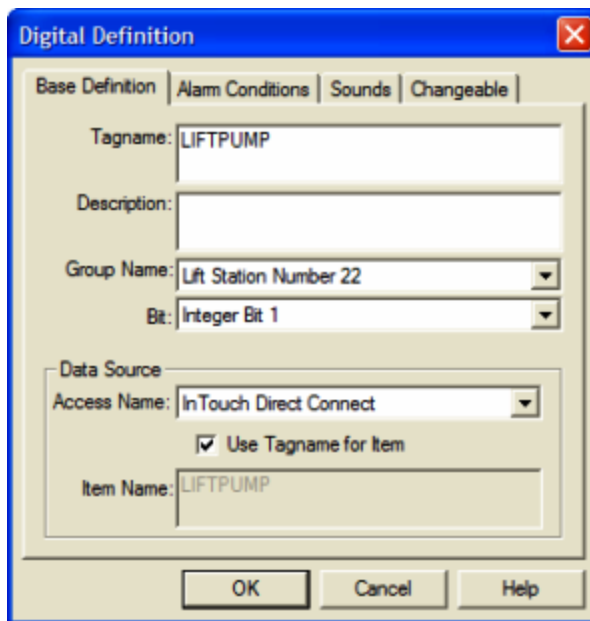 Digital Definition
Base Definition Alarm Conditions Sounds Changeable
Tagname: LIFTPUMP
Description:
Group Name: Lift Station Number 22
Bit: Integer Bit 1
Data Source
Access Name: InTouch Direct Connect
Use Tagname for Item
Item Name: LIFTPUMP
OK Cancel Help